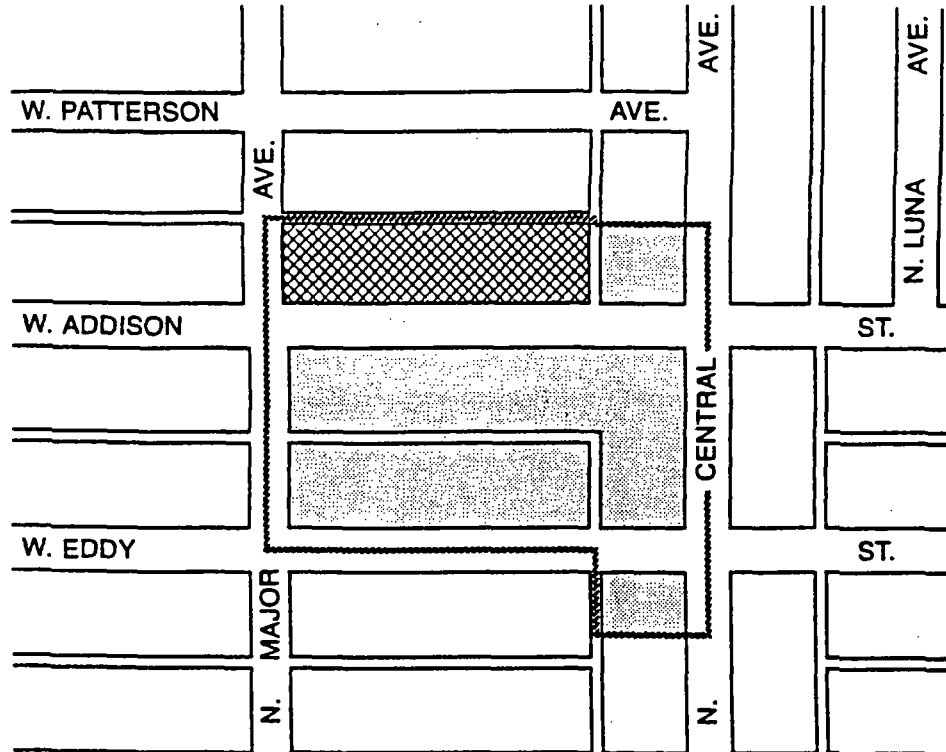 AVE.
AVE.
W. PATTERSON
AVE.
AVE.
N. LUNA
W. ADDISON
ST.
CENTRAL
W. EDDY
ST.
MAJOR
N.
N.